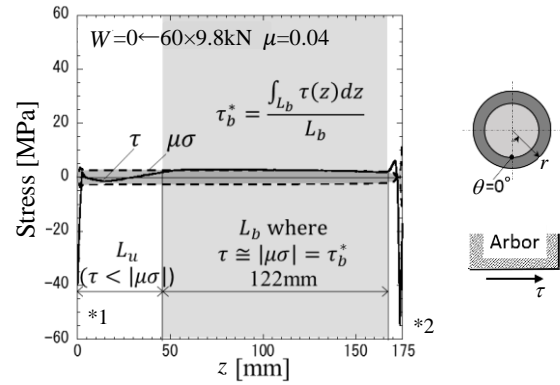 W=0←60×9.8kN μ=0.04
τ_b^* = ∫_{L_b} τ(z)dz / L_b
τ
μσ
Stress [MPa]
60
40
20
0
-20
-40
-60
L_u
(τ < |μσ|)
L_b where
τ ≅ |μσ| = τ_b^*
122mm
*1
*2
0
50
100
150
175
z [mm]
r
θ=0°
Arbor
τ